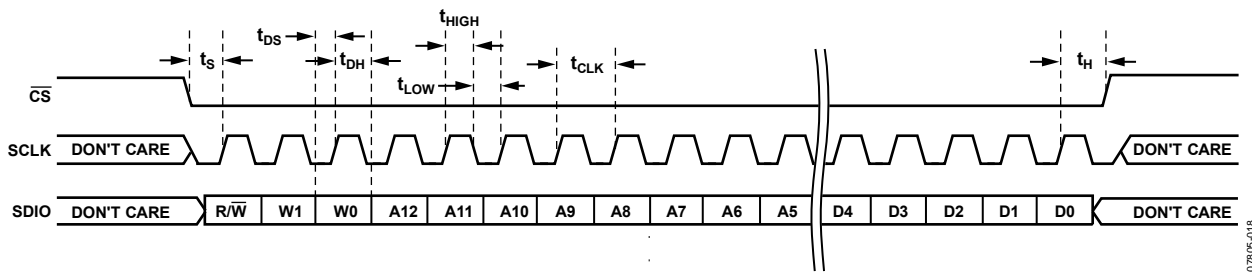 tHIGH
tDS
tS
tDH
tCLK
tH
tLOW
CS
SCLK DON'T CARE DON'T CARE
SDIO DON'T CARE R/W W1 W0 A12 A11 A10 A9 A8 A7 A6 A5 D4 D3 D2 D1 D0 DON'T CARE
07805-018